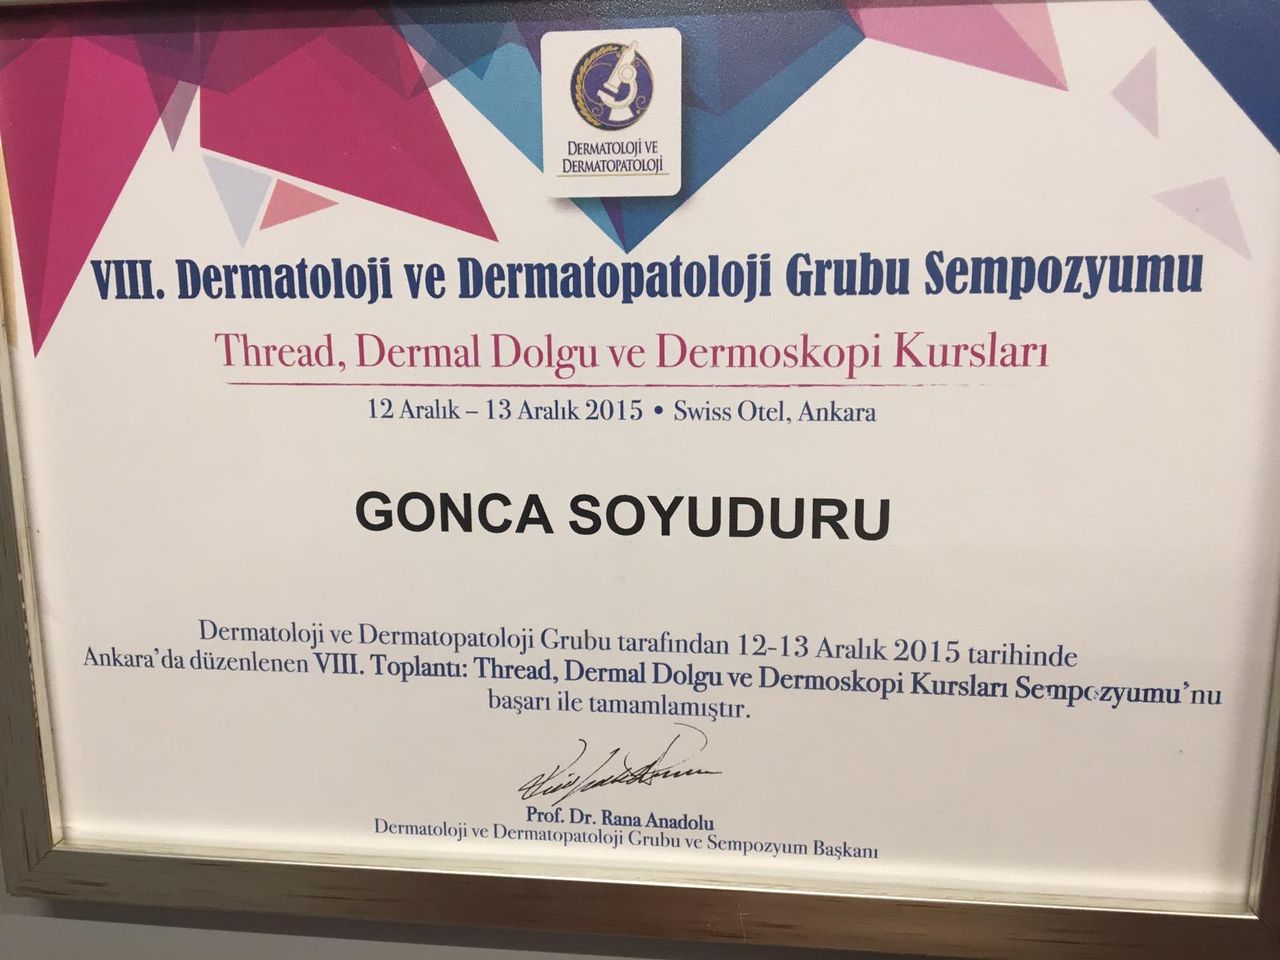 DERMATOLOJİ VE
DERMATOPATOLOJİ
VIII. Dermatoloji ve Dermatopatoloji Grubu Sempozyumu
Thread, Dermal Dolgu ve Dermoskopi Kursları
12 Aralık – 13 Aralık 2015 • Swiss Otel, Ankara
GONCA SOYUDURU
Dermatoloji ve Dermatopatoloji Grubu tarafından 12-13 Aralık 2015 tarihinde
Ankara'da düzenlenen VIII. Toplantı: Thread, Dermal Dolgu ve Dermoskopi Kursları Sempozyumu'nu
başarı ile tamamlamıştır.
Prof. Dr. Rana Anadolu
Dermatoloji ve Dermatopatoloji Grubu ve Sempozyum Başkanı